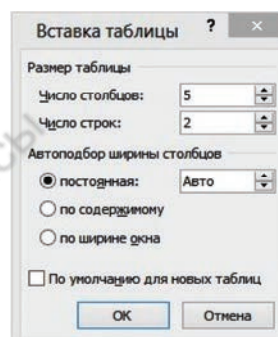 Вставка таблицы ? ×
Размер таблицы
Число столбцов: 5
Число строк: 2
Автоподбор ширины столбцов
постоянная: Авто
по содержимому
по ширине окна
По умолчанию для новых таблиц
ОК Отмена